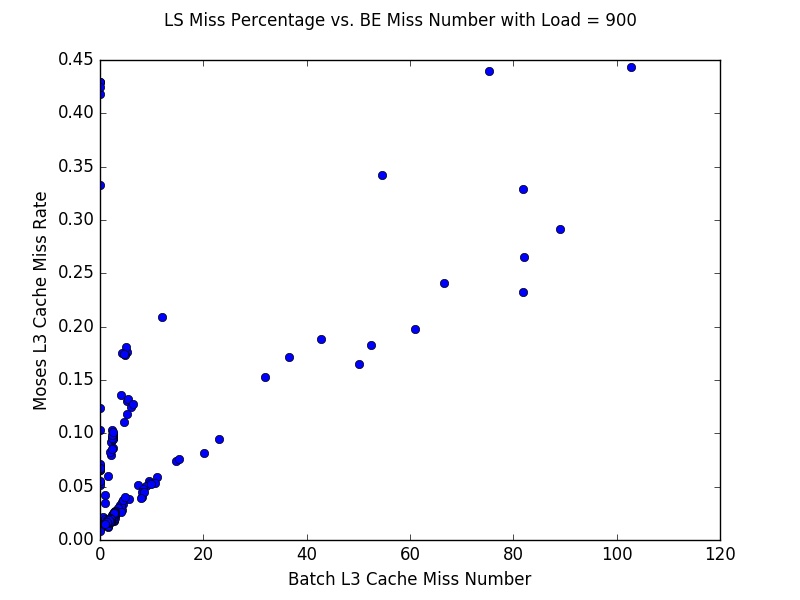 LS Miss Percentage vs. BE Miss Number with Load = 900
0.45
0.40
0.35
0.30
0.25
0.20
0.15
0.10
0.05
0.00
Moses L3 Cache Miss Rate
0 20 40 60 80 100 120
Batch L3 Cache Miss Number